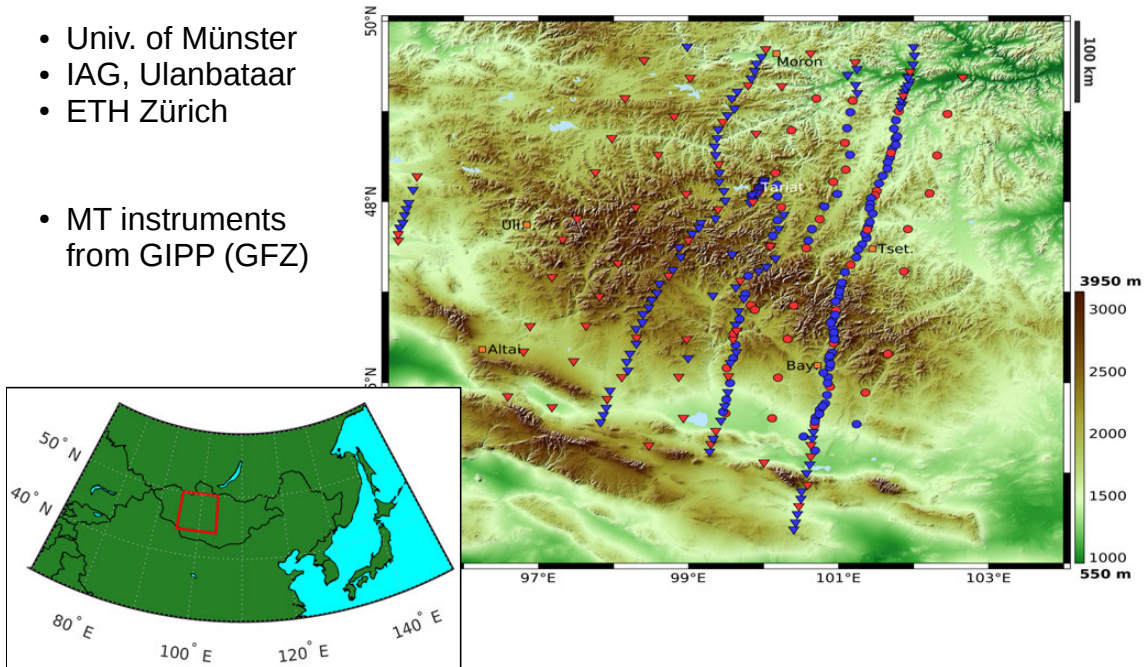 • Univ. of Münster
• IAG, Ulanbataar
• ETH Zürich
• MT instruments
from GIPP (GFZ)
50°N
48°N
Moron
Tariat
Uli.
Tset.
Altai
Bay.
97°E
99°E
101°E
103°E
100 km
3950 m
3000
2500
2000
1500
1000
550 m
50° N
40° N
80° E
100° E
120° E
140° E